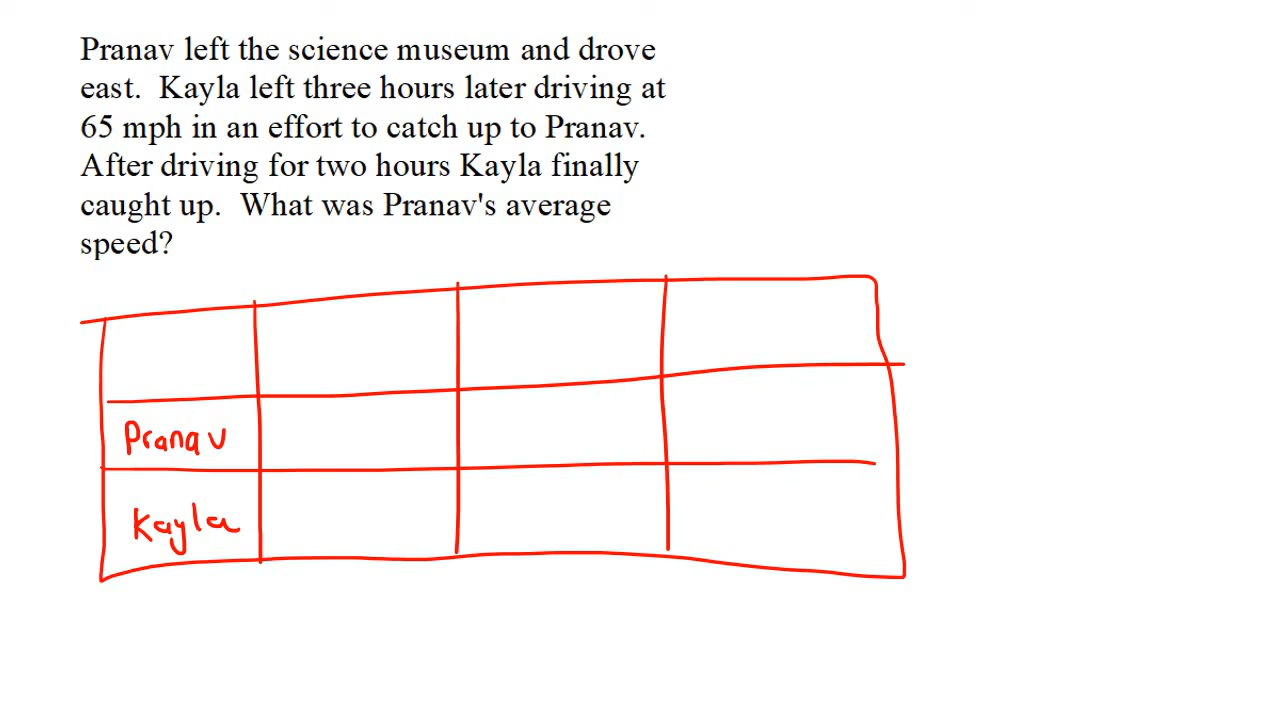 Pranav left the science museum and drove
east.  Kayla left three hours later driving at
65 mph in an effort to catch up to Pranav.
After driving for two hours Kayla finally
caught up.  What was Pranav's average
speed?
Pranav
Kayla